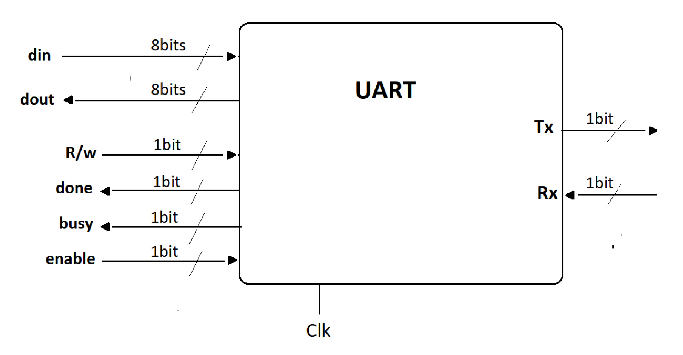 din 8bits
dout 8bits
UART
R/w 1bit
done 1bit
busy 1bit
enable 1bit
Tx 1bit
Rx 1bit
Clk